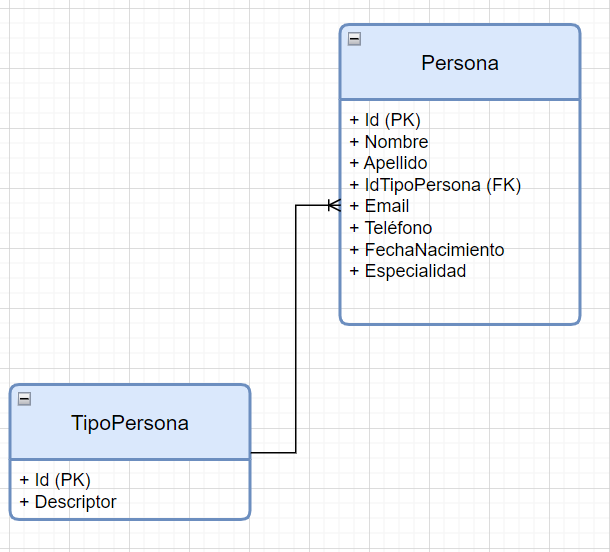 Persona
+ Id (PK)
+ Nombre
+ Apellido
+ IdTipoPersona (FK)
+ Email
+ Teléfono
+ FechaNacimiento
+ Especialidad
TipoPersona
+ Id (PK)
+ Descriptor